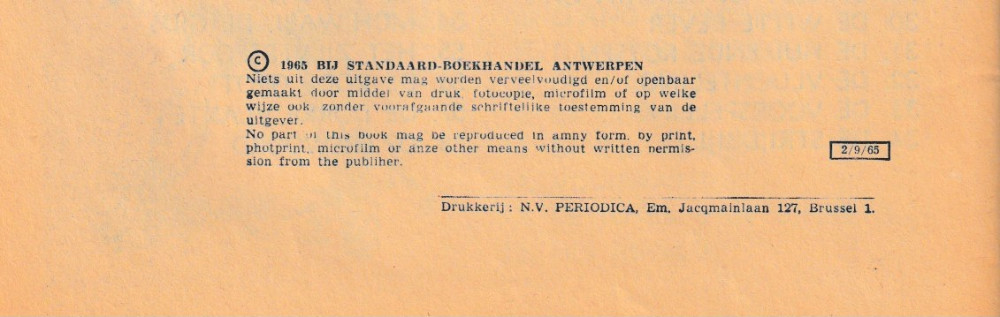 © 1965 BIJ STANDAARD-BOEKHANDEL ANTWERPEN
Niets uit deze uitgave mag worden verveelvoudigd en/of openbaar
gemaakt door middel van druk, fotocopie, microfilm of op welke
wijze ook, zonder voorafgaande schriftelijke toestemming van de
uitgever.
No part of this book mag be reproduced in amny form, by print,
photprint, microfilm or anze other means without written permis-
sion from the publiher.
2/9/65
Drukkerij : N.V. PERIODICA, Em. Jacqmainlaan 127, Brussel 1.